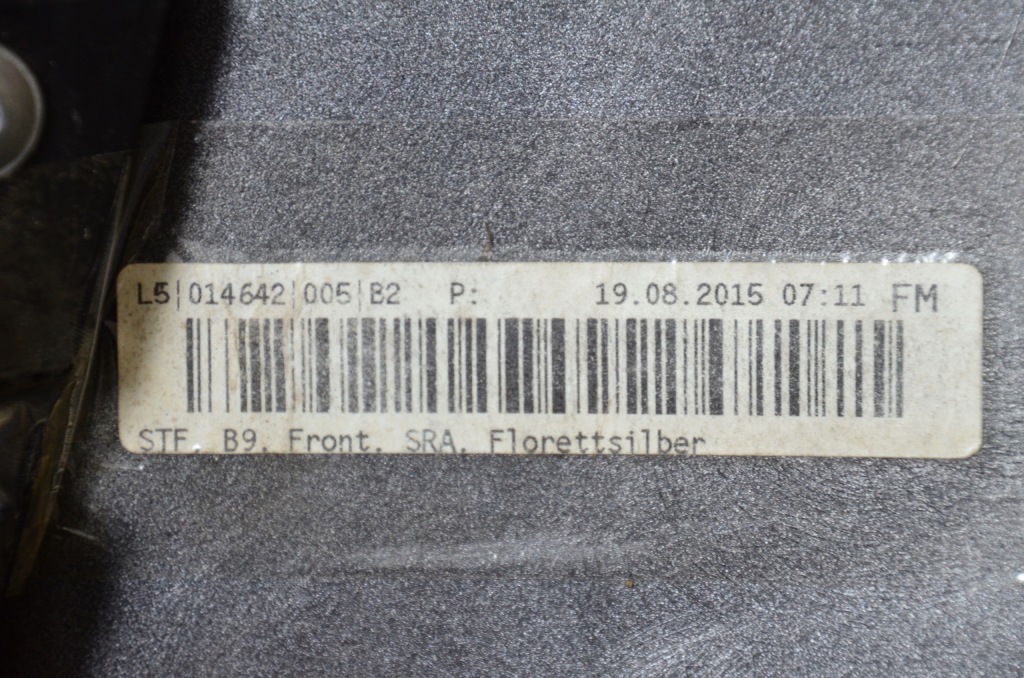 L5|014642|005|B2 P: 19.08.2015 07:11 FM
STF, B9, Front, SRA, Florettsilber